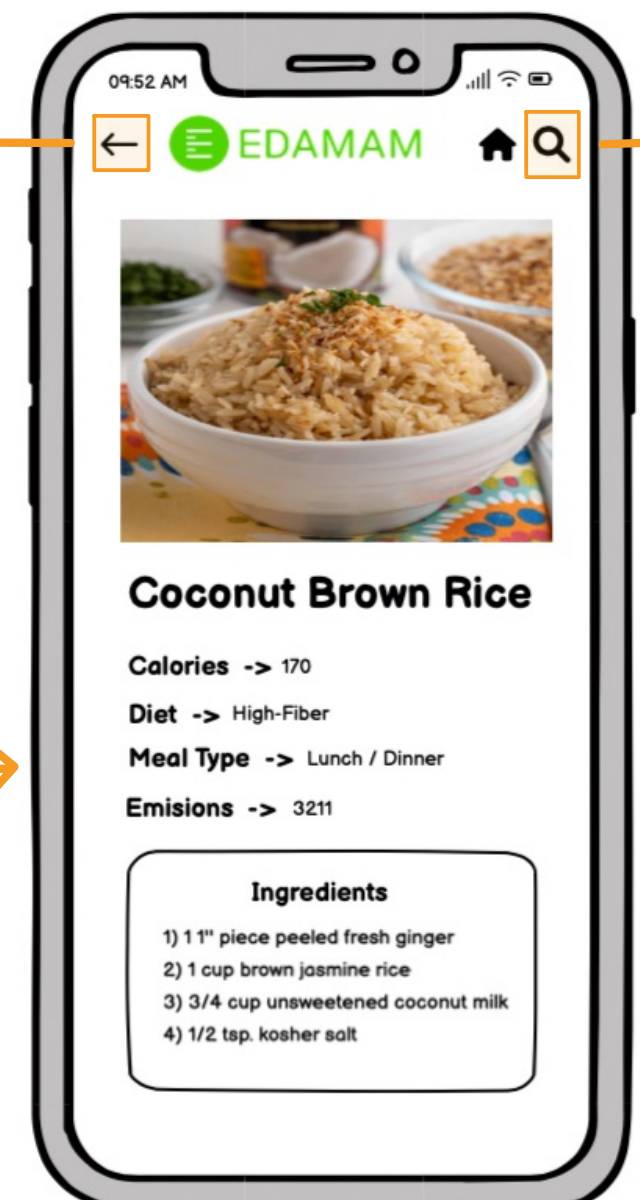 09:52 AM
EDAMAM
Coconut Brown Rice
Calories -> 170
Diet -> High-Fiber
Meal Type -> Lunch / Dinner
Emisions -> 3211
Ingredients
1) 1 1" piece peeled fresh ginger
2) 1 cup brown jasmine rice
3) 3/4 cup unsweetened coconut milk
4) 1/2 tsp. kosher salt